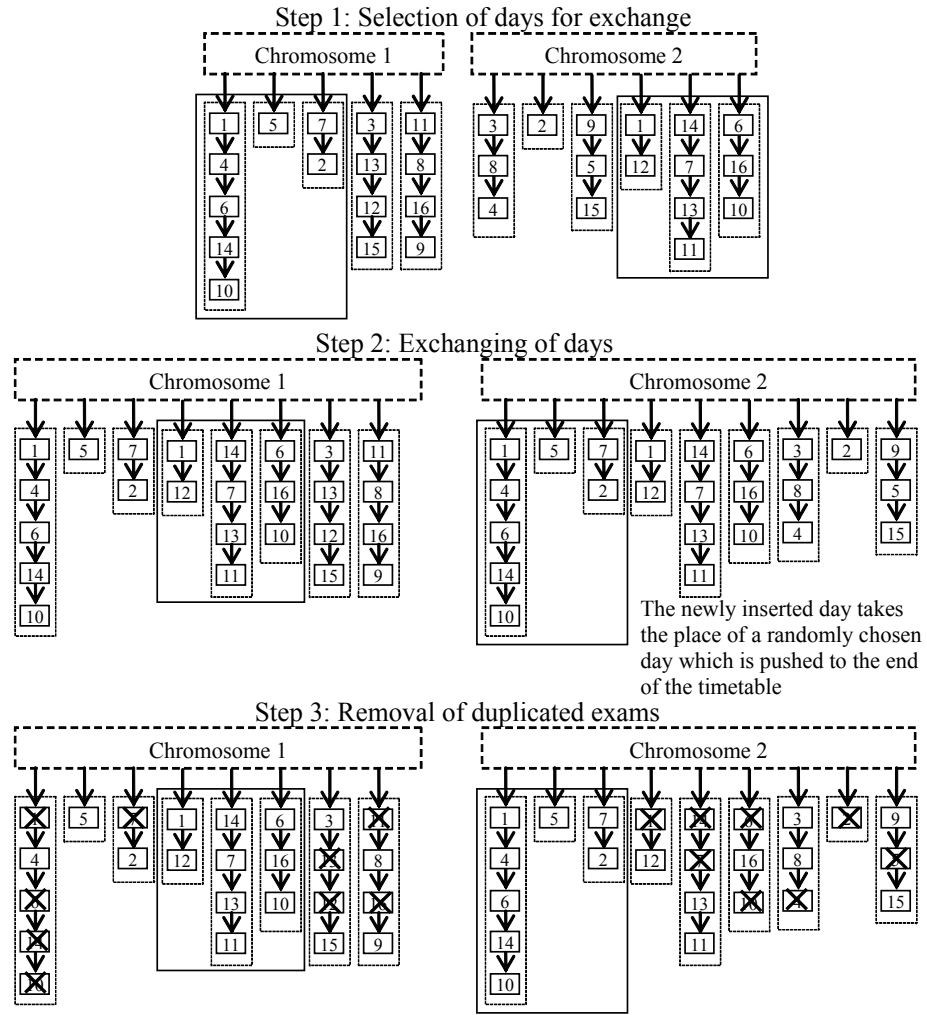 Step 1: Selection of days for exchange
Chromosome 1 Chromosome 2
1 5 7 3 11 3 2 9 1 14 6
4 2 13 8 8 5 12 7 16
6 12 16 4 15 13 10
14 15 9 11
10
Step 2: Exchanging of days
Chromosome 1 Chromosome 2
1 5 7 1 14 6 3 11 1 5 7 1 14 6 3 2 9
4 2 12 7 16 13 8 4 2 12 7 16 8 5
6 13 10 12 16 6 13 10 4 15
14 11 15 9 14 11
10 10
The newly inserted day takes
the place of a randomly chosen
day which is pushed to the end
of the timetable
Step 3: Removal of duplicated exams
Chromosome 1 Chromosome 2
5 1 14 6 3 1 5 7 3 9
4 2 12 7 16 8 4 2 12 16 8
13 10 6 13 15
11 15 9 14 11
10